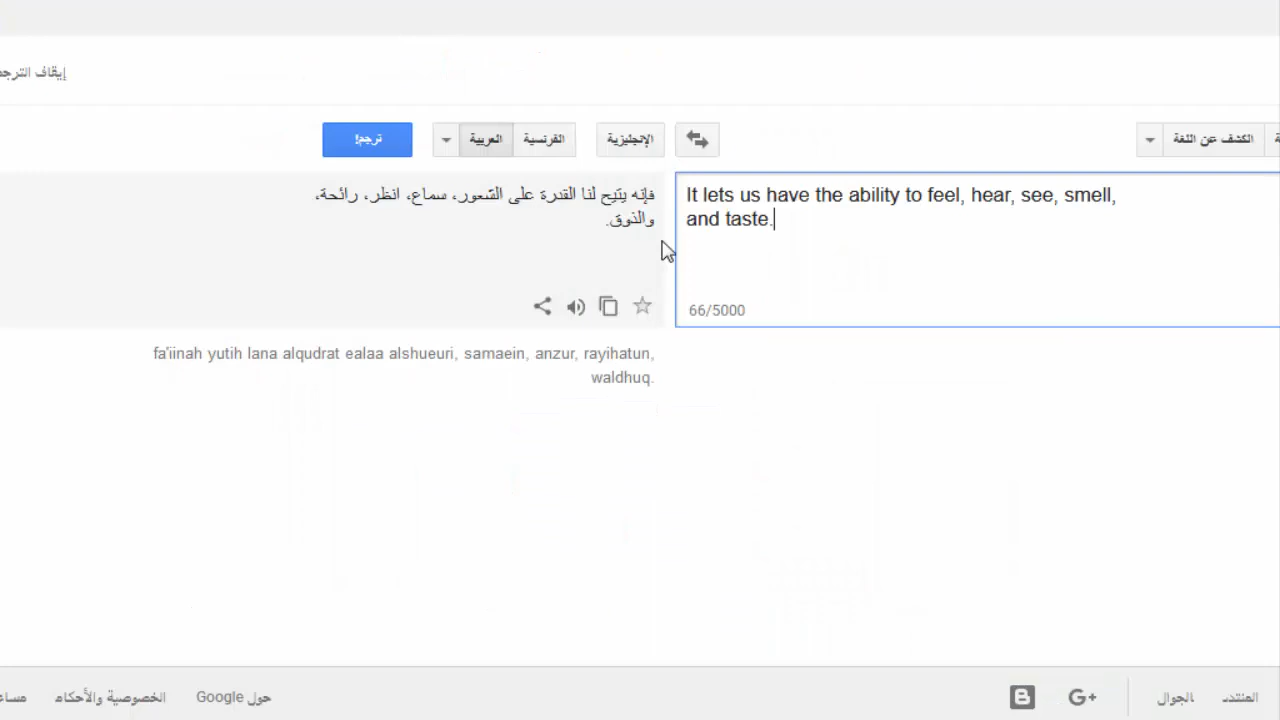 إيقاف الترجم
الكشف عن اللغة
الإنجليزية
الفرنسية
العربية
ترجم!
It lets us have the ability to feel, hear, see, smell,
and taste.
66/5000
فإنه يتيح لنا القدرة على الشعور، سماع، انظر، رائحة،
والذوق.
fa'iinah yutih lana alqudrat ealaa alshueuri, samaein, anzur, rayihatun,
waldhuq.
المنتدى
الجوال
G+
B
حول Google
الخصوصية والأحكام
مساع